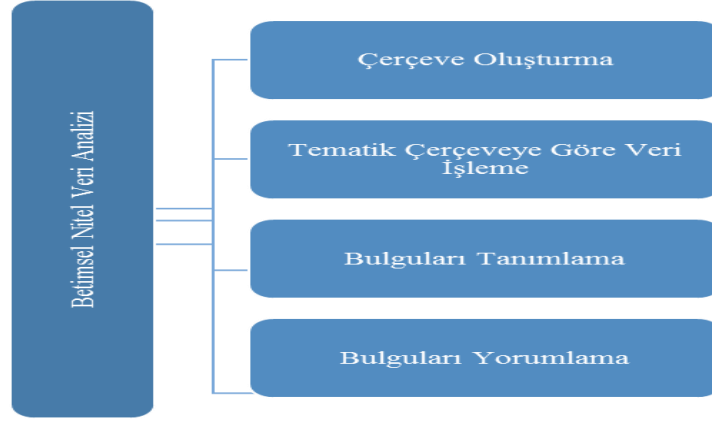 Betimsel Nitel Veri Analizi
Çerçeve Oluşturma
Tematik Çerçeveye Göre Veri
İşleme
Bulguları Tanımlama
Bulguları Yorumlama